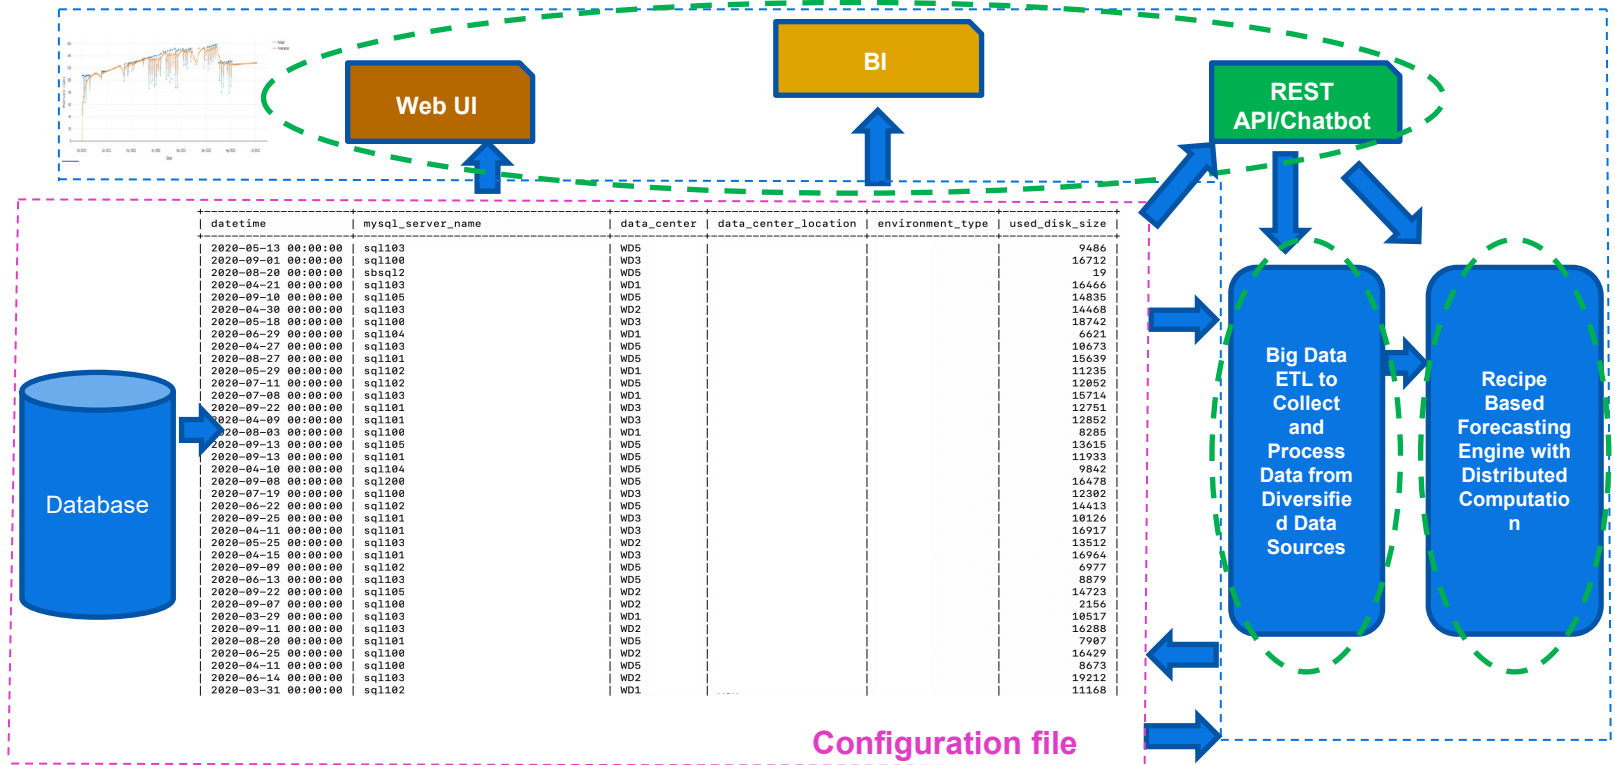 BI
Web UI
REST
API/Chatbot
datetime | mysql_server_name | data_center | data_center_location | environment_type | used_disk_size
2020-05-13 00:00:00 | sql103 | WD5 | 9486
2020-09-01 00:00:00 | sql100 | WD3 | 16712
2020-08-20 00:00:00 | sbsql2 | WD5 | 19
2020-04-21 00:00:00 | sql103 | WD1 | 16466
2020-09-10 00:00:00 | sql105 | WD5 | 14835
2020-04-30 00:00:00 | sql103 | WD2 | 14468
2020-05-18 00:00:00 | sql100 | WD3 | 18742
2020-06-29 00:00:00 | sql104 | WD1 | 6621
2020-04-27 00:00:00 | sql103 | WD5 | 10673
2020-08-27 00:00:00 | sql101 | WD5 | 15639
2020-05-29 00:00:00 | sql102 | WD1 | 11235
2020-07-11 00:00:00 | sql102 | WD5 | 12052
2020-07-08 00:00:00 | sql103 | WD1 | 15714
2020-09-22 00:00:00 | sql101 | WD3 | 12751
2020-04-09 00:00:00 | sql101 | WD3 | 12852
2020-08-03 00:00:00 | sql100 | WD1 | 8285
2020-09-13 00:00:00 | sql105 | WD5 | 13615
2020-09-13 00:00:00 | sql101 | WD5 | 11933
2020-04-10 00:00:00 | sql104 | WD5 | 9842
2020-09-08 00:00:00 | sql200 | WD5 | 16478
2020-07-19 00:00:00 | sql100 | WD3 | 12302
2020-06-22 00:00:00 | sql102 | WD5 | 14413
2020-09-25 00:00:00 | sql101 | WD3 | 10126
2020-04-11 00:00:00 | sql101 | WD3 | 16917
2020-05-25 00:00:00 | sql103 | WD2 | 13512
2020-04-15 00:00:00 | sql101 | WD3 | 16964
2020-09-09 00:00:00 | sql102 | WD5 | 6977
2020-06-13 00:00:00 | sql103 | WD5 | 8879
2020-09-22 00:00:00 | sql105 | WD2 | 14723
2020-09-07 00:00:00 | sql100 | WD2 | 2156
2020-03-29 00:00:00 | sql103 | WD1 | 10517
2020-09-11 00:00:00 | sql103 | WD2 | 16288
2020-08-20 00:00:00 | sql101 | WD5 | 7907
2020-06-25 00:00:00 | sql100 | WD2 | 16429
2020-04-11 00:00:00 | sql100 | WD5 | 8673
2020-06-14 00:00:00 | sql103 | WD2 | 19212
2020-03-31 00:00:00 | sql102 | WD1 | 11168
Database
Big Data
ETL to
Collect
and
Process
Data from
Diversifie
d Data
Sources
Recipe
Based
Forecasting
Engine with
Distributed
Computatio
n
Configuration file